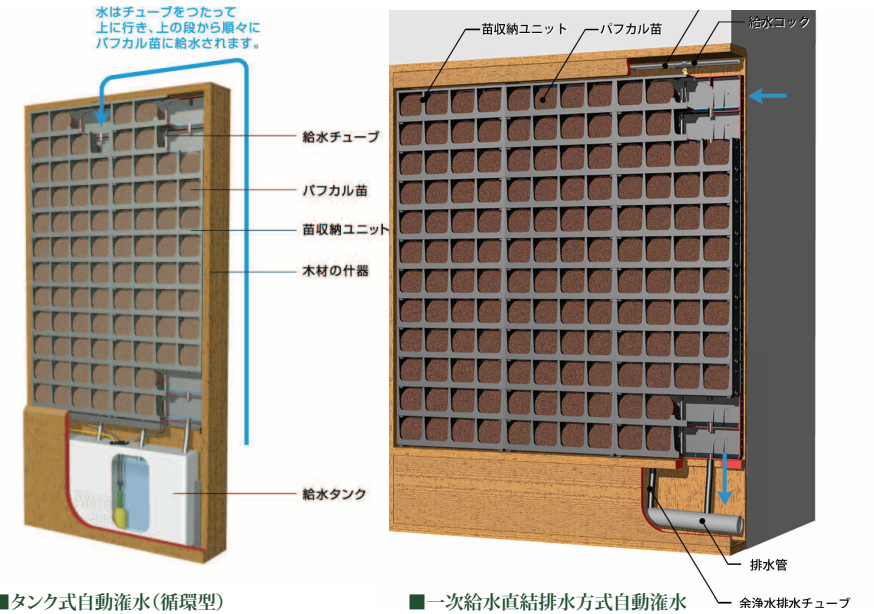 水はチューブをつたって
上に行き、上の段から順々に
パフカル苗に給水されます。
給水チューブ
パフカル苗
苗収納ユニット
木材の什器
給水タンク
■タンク式自動潅水（循環型）
苗収納ユニット
パフカル苗
給水コック
排水管
余浄水排水チューブ
■一次給水直結排水方式自動潅水